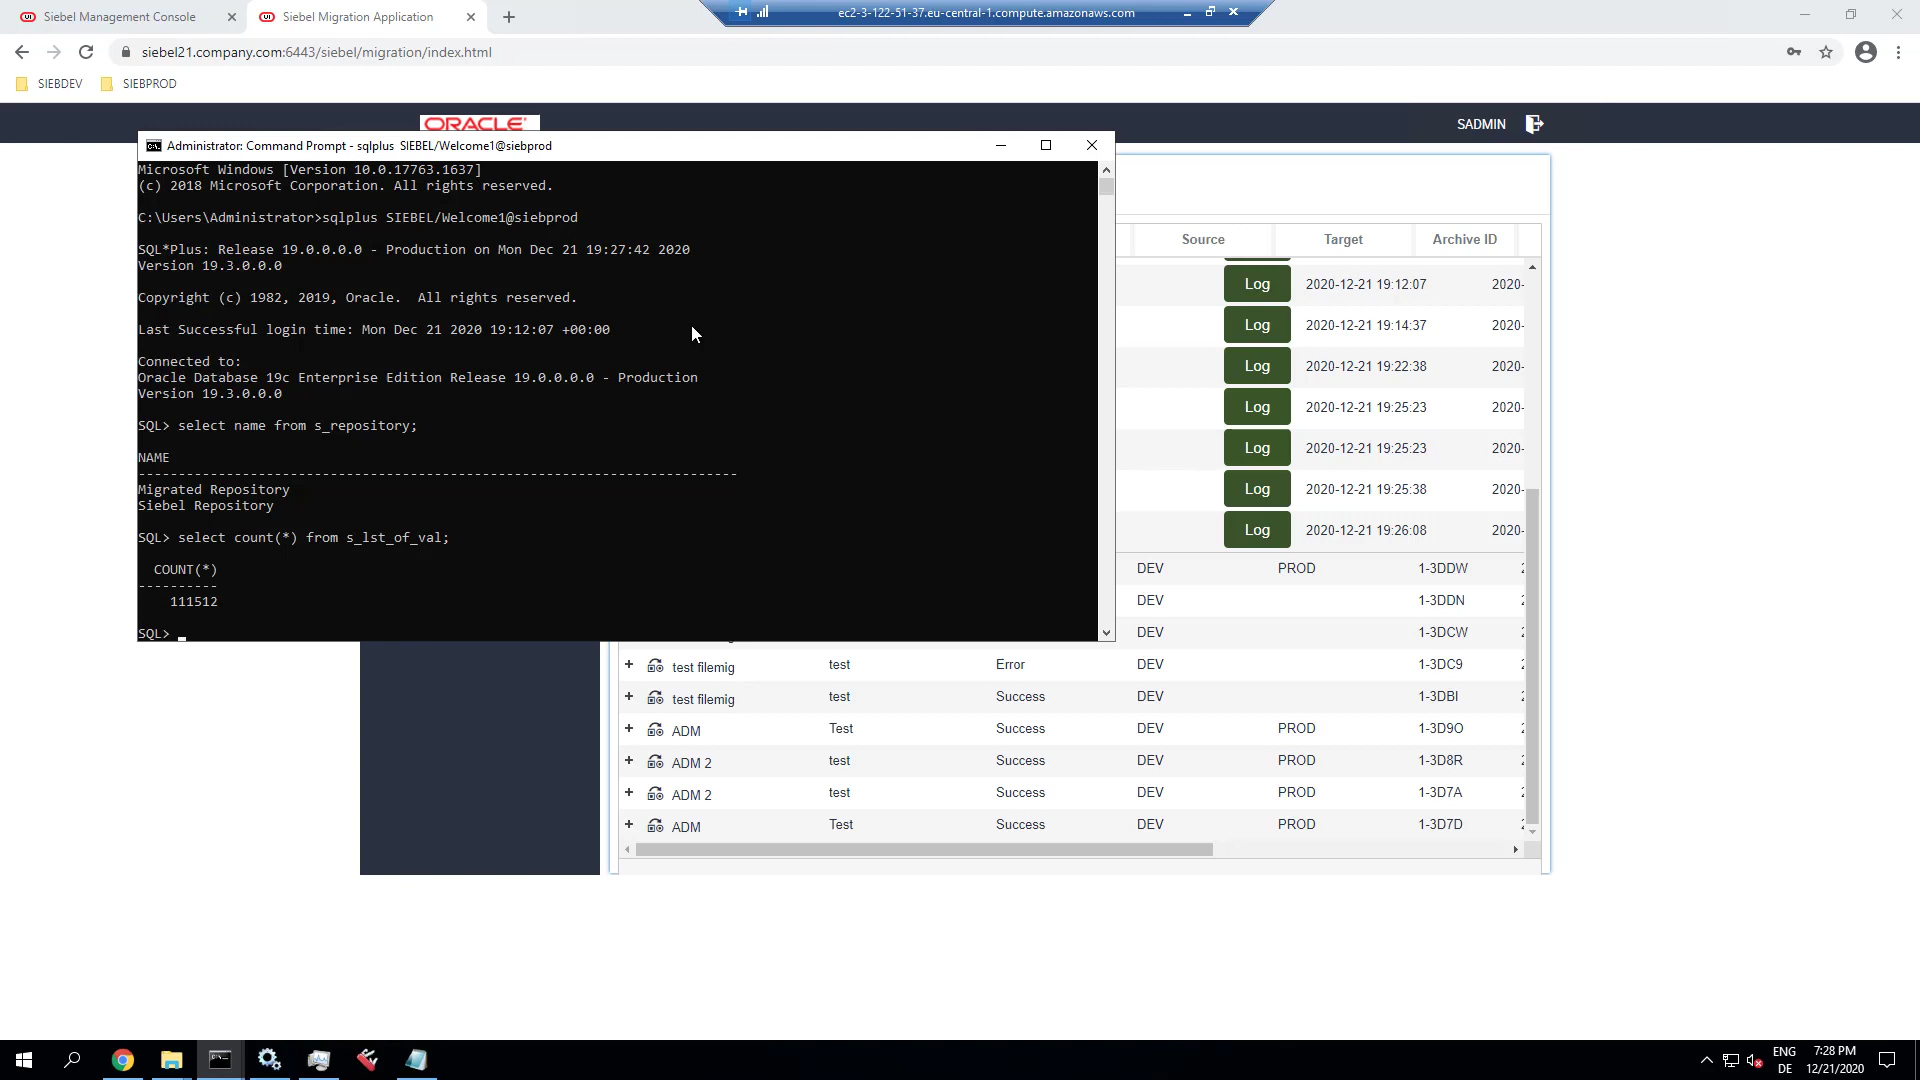 Siebel Management Console
Siebel Migration Application
ec2-3-122-51-37.eu-central-1.compute.amazonaws.com
siebel21.company.com:6443/siebel/migration/index.html
SIEBDEV
SIEBPROD
ORACLE
SADMIN
Administrator: Command Prompt - sqlplus SIEBEL/Welcome1@siebprod
Microsoft Windows [Version 10.0.17763.1637]
(c) 2018 Microsoft Corporation. All rights reserved.
C:\Users\Administrator>sqlplus SIEBEL/Welcome1@siebprod
SQL*Plus: Release 19.0.0.0.0 - Production on Mon Dec 21 19:27:42 2020
Version 19.3.0.0.0
Copyright (c) 1982, 2019, Oracle.  All rights reserved.
Last Successful login time: Mon Dec 21 2020 19:12:07 +00:00
Connected to:
Oracle Database 19c Enterprise Edition Release 19.0.0.0.0 - Production
Version 19.3.0.0.0
SQL> select name from s_repository;
NAME
---------------------------------------------------------------------------
Migrated Repository
Siebel Repository
SQL> select count(*) from s_lst_of_val;
COUNT(*)
----------
111512
SQL>
Source Target Archive ID
Log 2020-12-21 19:12:07 2020-
Log 2020-12-21 19:14:37 2020-
Log 2020-12-21 19:22:38 2020-
Log 2020-12-21 19:25:23 2020-
Log 2020-12-21 19:25:23 2020-
Log 2020-12-21 19:25:38 2020-
Log 2020-12-21 19:26:08 2020-
DEV PROD 1-3DDW
DEV 1-3DDN
DEV 1-3DCW
+ test filemig test Error DEV 1-3DC9
+ test filemig test Success DEV 1-3DBI
+ ADM Test Success DEV PROD 1-3D9O
+ ADM 2 test Success DEV PROD 1-3D8R
+ ADM 2 test Success DEV PROD 1-3D7A
+ ADM Test Success DEV PROD 1-3D7D
ENG 7:28 PM
DE 12/21/2020